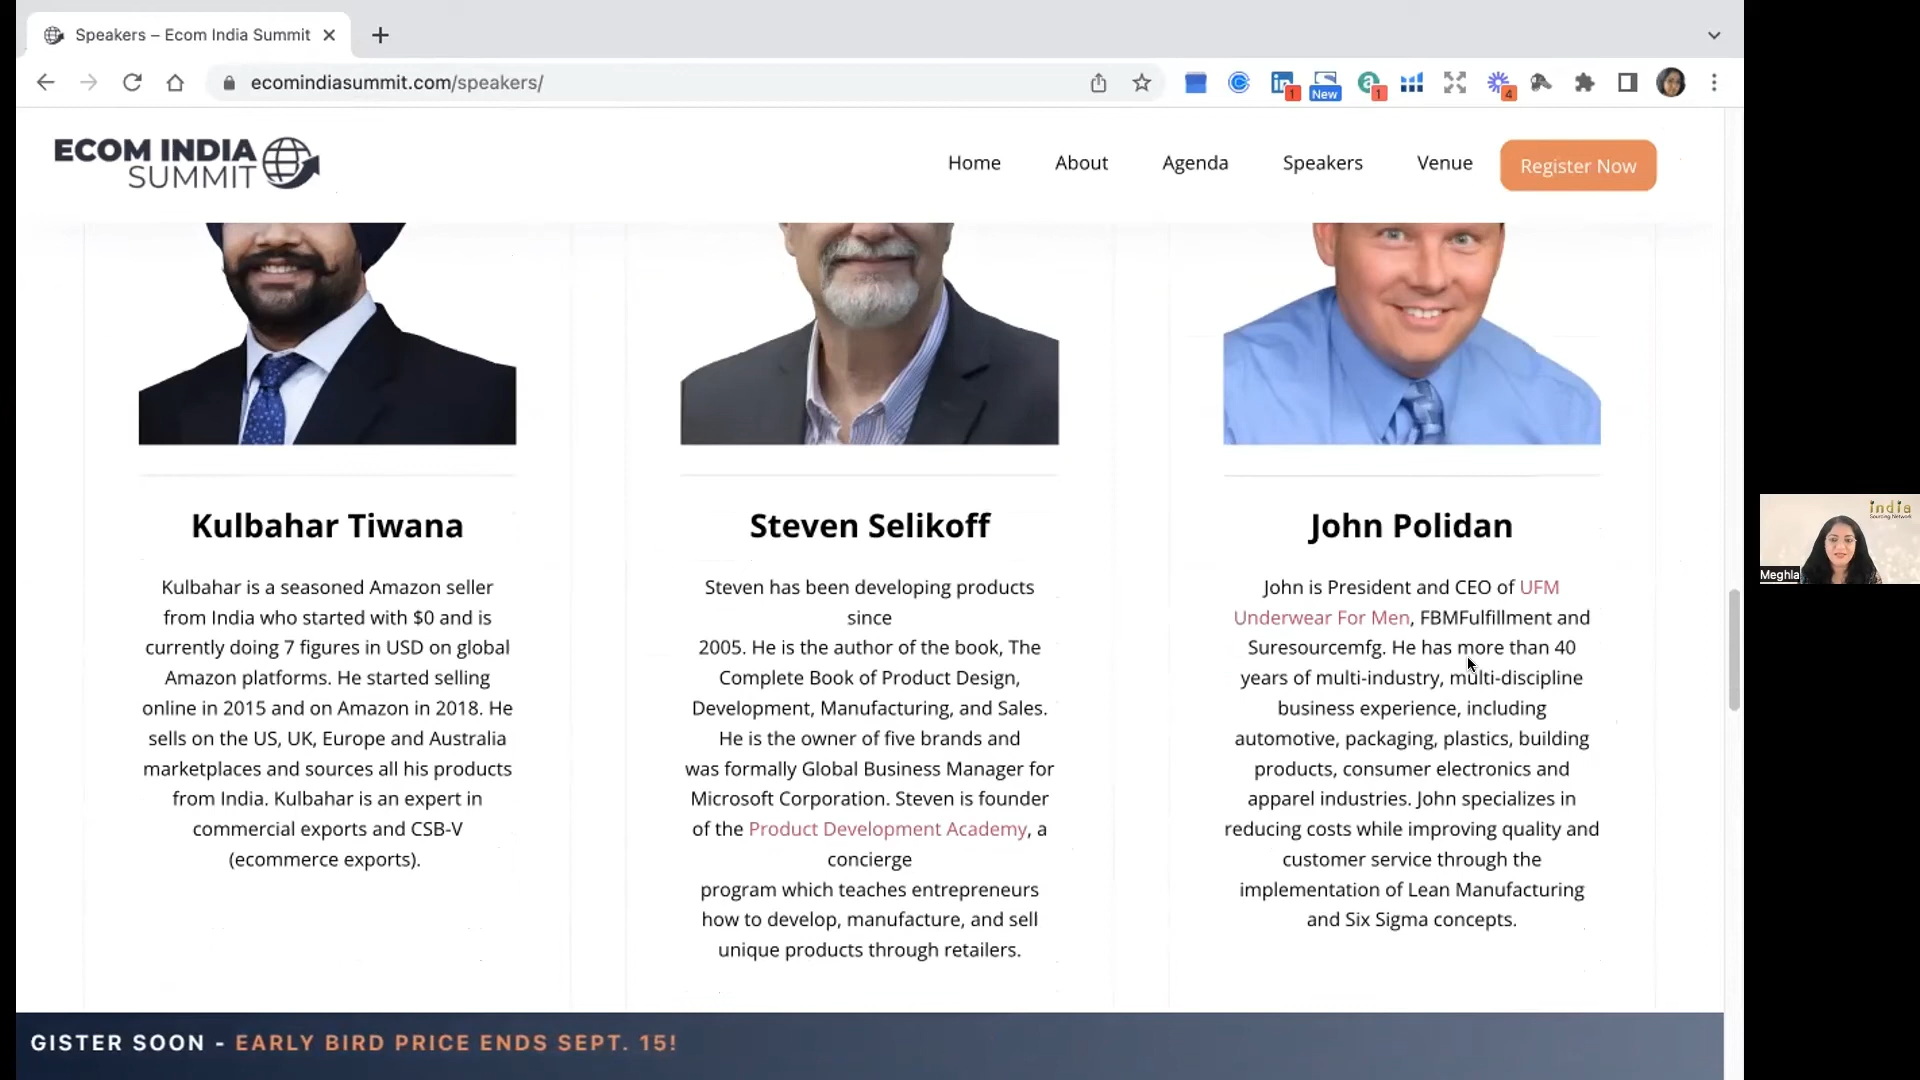 Speakers – Ecom India Summit
ecomindiasummit.com/speakers/
1
New
1
4
ECOM INDIA
SUMMIT
Home
About
Agenda
Speakers
Venue
Register Now
Kulbahar Tiwana
Kulbahar is a seasoned Amazon seller
from India who started with $0 and is
currently doing 7 figures in USD on global
Amazon platforms. He started selling
online in 2015 and on Amazon in 2018. He
sells on the US, UK, Europe and Australia
marketplaces and sources all his products
from India. Kulbahar is an expert in
commercial exports and CSB-V
(ecommerce exports).
Steven Selikoff
Steven has been developing products
since
2005. He is the author of the book, The
Complete Book of Product Design,
Development, Manufacturing, and Sales.
He is the owner of five brands and
was formally Global Business Manager for
Microsoft Corporation. Steven is founder
of the Product Development Academy, a
concierge
program which teaches entrepreneurs
how to develop, manufacture, and sell
unique products through retailers.
John Polidan
John is President and CEO of UFM
Underwear For Men, FBMFulfillment and
Suresourcemfg. He has more than 40
years of multi-industry, multi-discipline
business experience, including
automotive, packaging, plastics, building
products, consumer electronics and
apparel industries. John specializes in
reducing costs while improving quality and
customer service through the
implementation of Lean Manufacturing
and Six Sigma concepts.
india
Sourcing Network
Meghla
GISTER SOON - EARLY BIRD PRICE ENDS SEPT. 15!